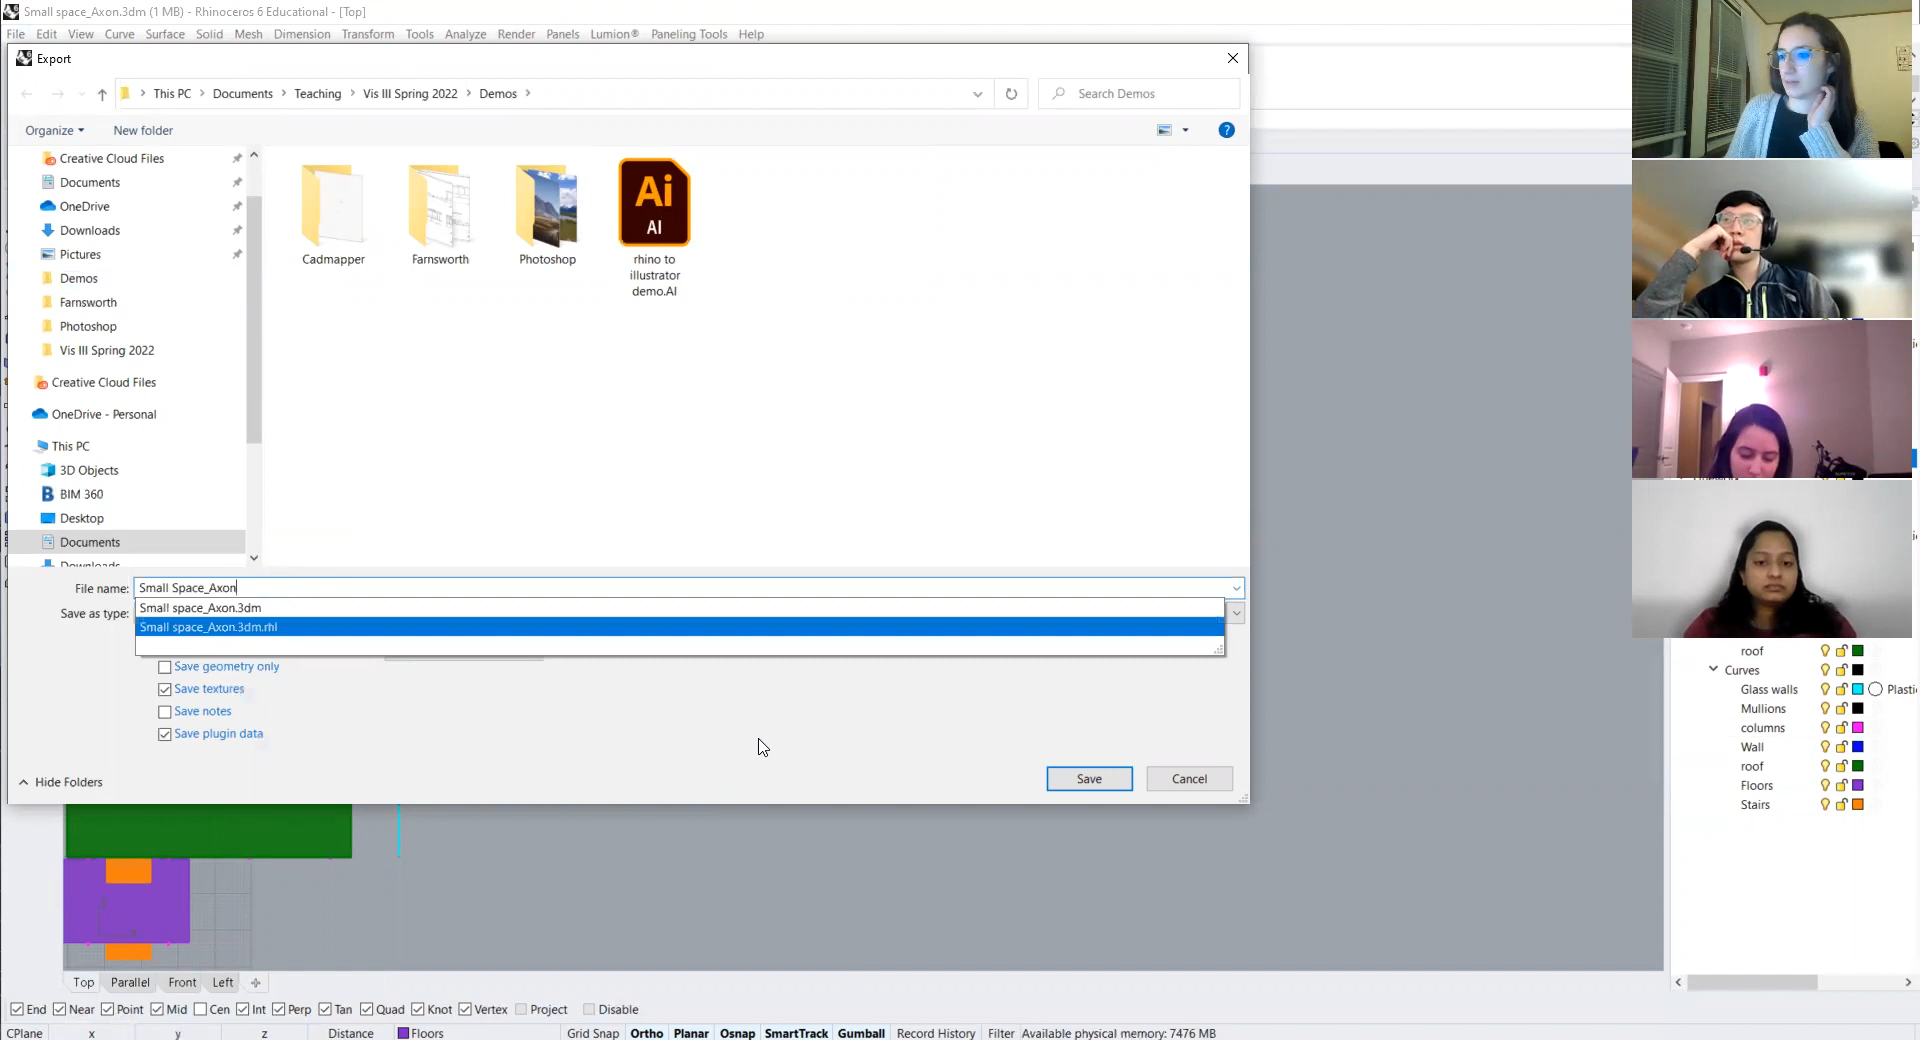 Small space_Axon.3dm (1 MB) - Rhinoceros 6 Educational - [Top]
File Edit View Curve Surface Solid Mesh Dimension Transform Tools Analyze Render Panels Lumion® Paneling Tools Help
Export
This PC > Documents > Teaching > Vis III Spring 2022 > Demos >
Search Demos
Organize
New folder
Creative Cloud Files
Documents
OneDrive
Downloads
Pictures
Demos
Farnsworth
Photoshop
Vis III Spring 2022
Creative Cloud Files
OneDrive - Personal
This PC
3D Objects
BIM 360
Desktop
Documents
Downloads
Cadmapper
Farnsworth
Photoshop
Ai
AI
rhino to
illustrator
demo.AI
File name: Small Space_Axon
Small space_Axon.3dm
Save as type:
Small space_Axon.3dm.rhl
Save geometry only
Save textures
Save notes
Save plugin data
Hide Folders
Save
Cancel
roof
Curves
Glass walls Plasti
Mullions
columns
Wall
roof
Floors
Stairs
Top Parallel Front Left
End Near Point Mid Cen Int Perp Tan Quad Knot Vertex Project Disable
CPlane x y z Distance Floors Grid Snap Ortho Planar Osnap SmartTrack Gumball Record History Filter Available physical memory: 7476 MB